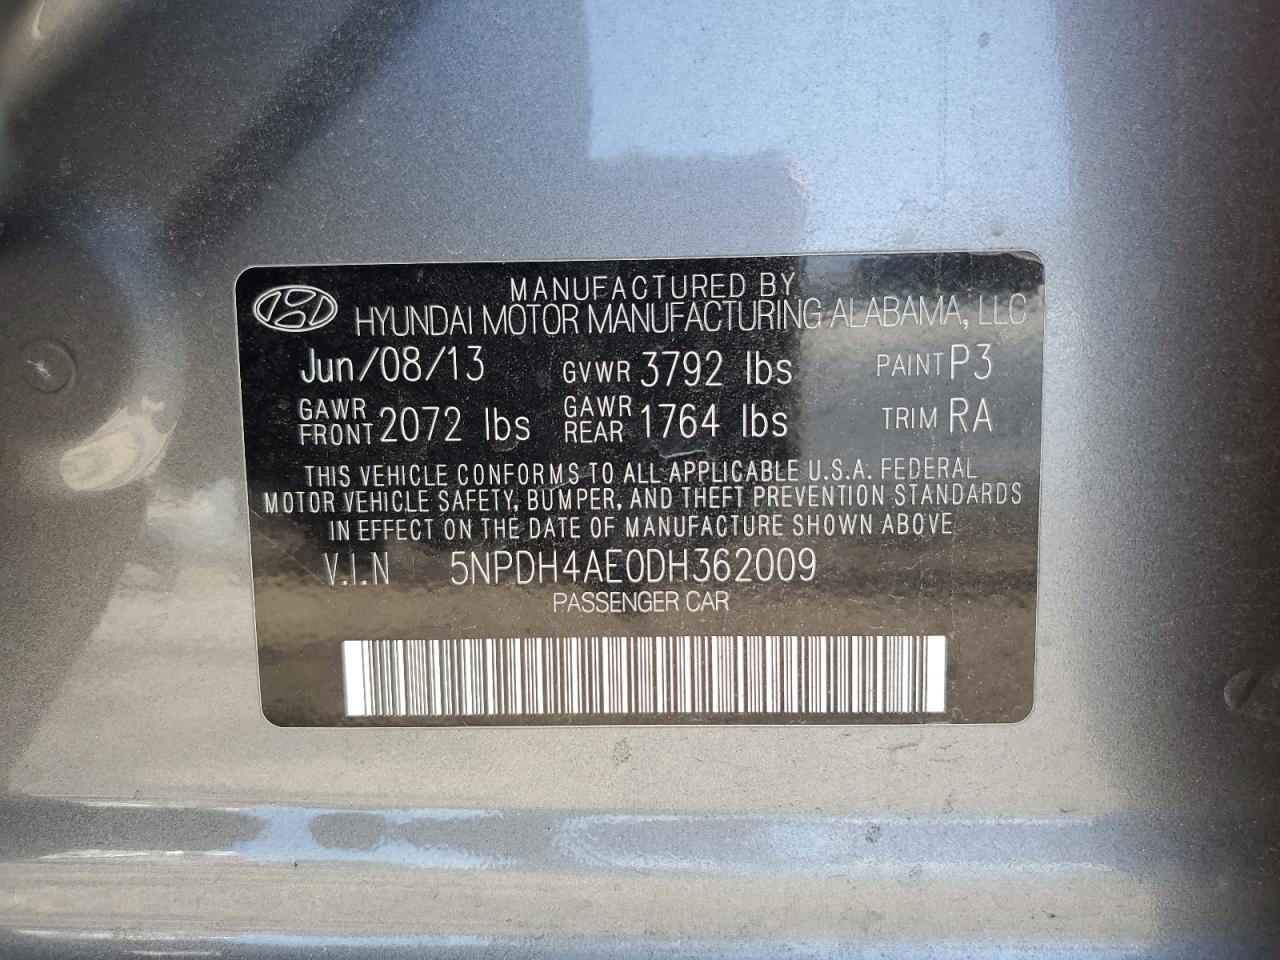 MANUFACTURED BY
HYUNDAI MOTOR MANUFACTURING ALABAMA, LLC
Jun/08/13 GVWR 3792 lbs PAINT P3
GAWR FRONT 2072 lbs GAWR REAR 1764 lbs TRIM RA
THIS VEHICLE CONFORMS TO ALL APPLICABLE U.S.A. FEDERAL
MOTOR VEHICLE SAFETY, BUMPER, AND THEFT PREVENTION STANDARDS
IN EFFECT ON THE DATE OF MANUFACTURE SHOWN ABOVE
V.I.N 5NPDH4AE0DH362009
PASSENGER CAR